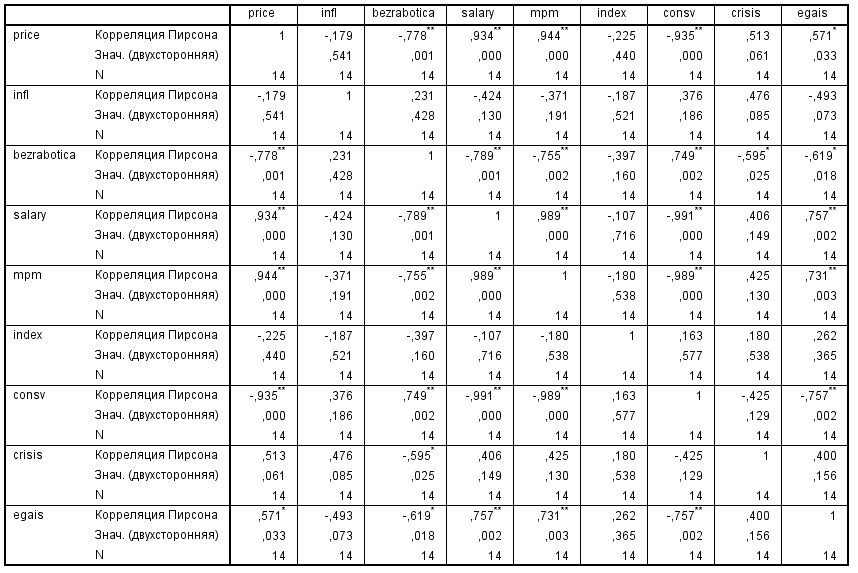 price infl bezrabotica salary mpm index consv crisis egais
price Корреляция Пирсона 1 -,179 -,778** ,934** ,944** -,225 -,935** ,513 ,571*
Знач. (двухсторонняя) ,541 ,001 ,000 ,000 ,440 ,000 ,061 ,033
N 14 14 14 14 14 14 14 14 14
infl Корреляция Пирсона -,179 1 ,231 -,424 -,371 -,187 ,376 ,476 -,493
Знач. (двухсторонняя) ,541 ,428 ,130 ,191 ,521 ,186 ,085 ,073
N 14 14 14 14 14 14 14 14 14
bezrabotica Корреляция Пирсона -,778** ,231 1 -,789** -,755** -,397 ,749** -,595* -,619*
Знач. (двухсторонняя) ,001 ,428 ,001 ,002 ,160 ,002 ,025 ,018
N 14 14 14 14 14 14 14 14 14
salary Корреляция Пирсона ,934** -,424 -,789** 1 ,989** -,107 -,991** ,406 ,757**
Знач. (двухсторонняя) ,000 ,130 ,001 ,000 ,716 ,000 ,149 ,002
N 14 14 14 14 14 14 14 14 14
mpm Корреляция Пирсона ,944** -,371 -,755** ,989** 1 -,180 -,989** ,425 ,731**
Знач. (двухсторонняя) ,000 ,191 ,002 ,000 ,538 ,000 ,130 ,003
N 14 14 14 14 14 14 14 14 14
index Корреляция Пирсона -,225 -,187 -,397 -,107 -,180 1 ,163 ,180 ,262
Знач. (двухсторонняя) ,440 ,521 ,160 ,716 ,538 ,577 ,538 ,365
N 14 14 14 14 14 14 14 14 14
consv Корреляция Пирсона -,935** ,376 ,749** -,991** -,989** ,163 1 -,425 -,757**
Знач. (двухсторонняя) ,000 ,186 ,002 ,000 ,000 ,577 ,129 ,002
N 14 14 14 14 14 14 14 14 14
crisis Корреляция Пирсона ,513 ,476 -,595* ,406 ,425 ,180 -,425 1 ,400
Знач. (двухсторонняя) ,061 ,085 ,025 ,149 ,130 ,538 ,129 ,156
N 14 14 14 14 14 14 14 14 14
egais Корреляция Пирсона ,571* -,493 -,619* ,757** ,731** ,262 -,757** ,400 1
Знач. (двухсторонняя) ,033 ,073 ,018 ,002 ,003 ,365 ,002 ,156
N 14 14 14 14 14 14 14 14 14